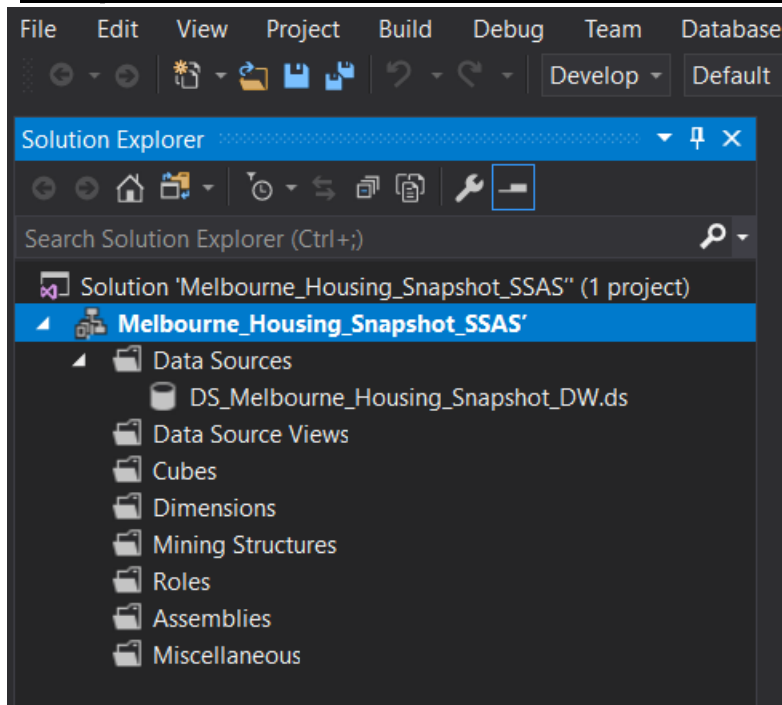 File Edit View Project Build Debug Team Database
Develop Default
Solution Explorer
Search Solution Explorer (Ctrl+;)
Solution 'Melbourne_Housing_Snapshot_SSAS'' (1 project)
Melbourne_Housing_Snapshot_SSAS’
Data Sources
DS_Melbourne_Housing_Snapshot_DW.ds
Data Source Views
Cubes
Dimensions
Mining Structures
Roles
Assemblies
Miscellaneous